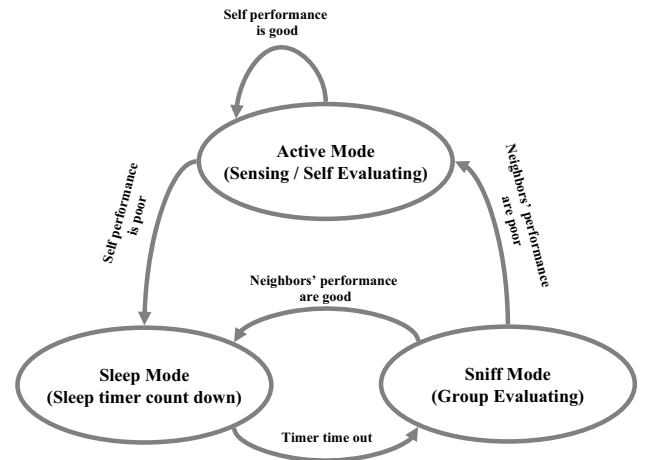 Self performance
is good
Active Mode
(Sensing / Self Evaluating)
Self performance
is poor
Neighbors’ performance
are poor
Neighbors’ performance
are good
Sleep Mode
(Sleep timer count down)
Sniff Mode
(Group Evaluating)
Timer time out